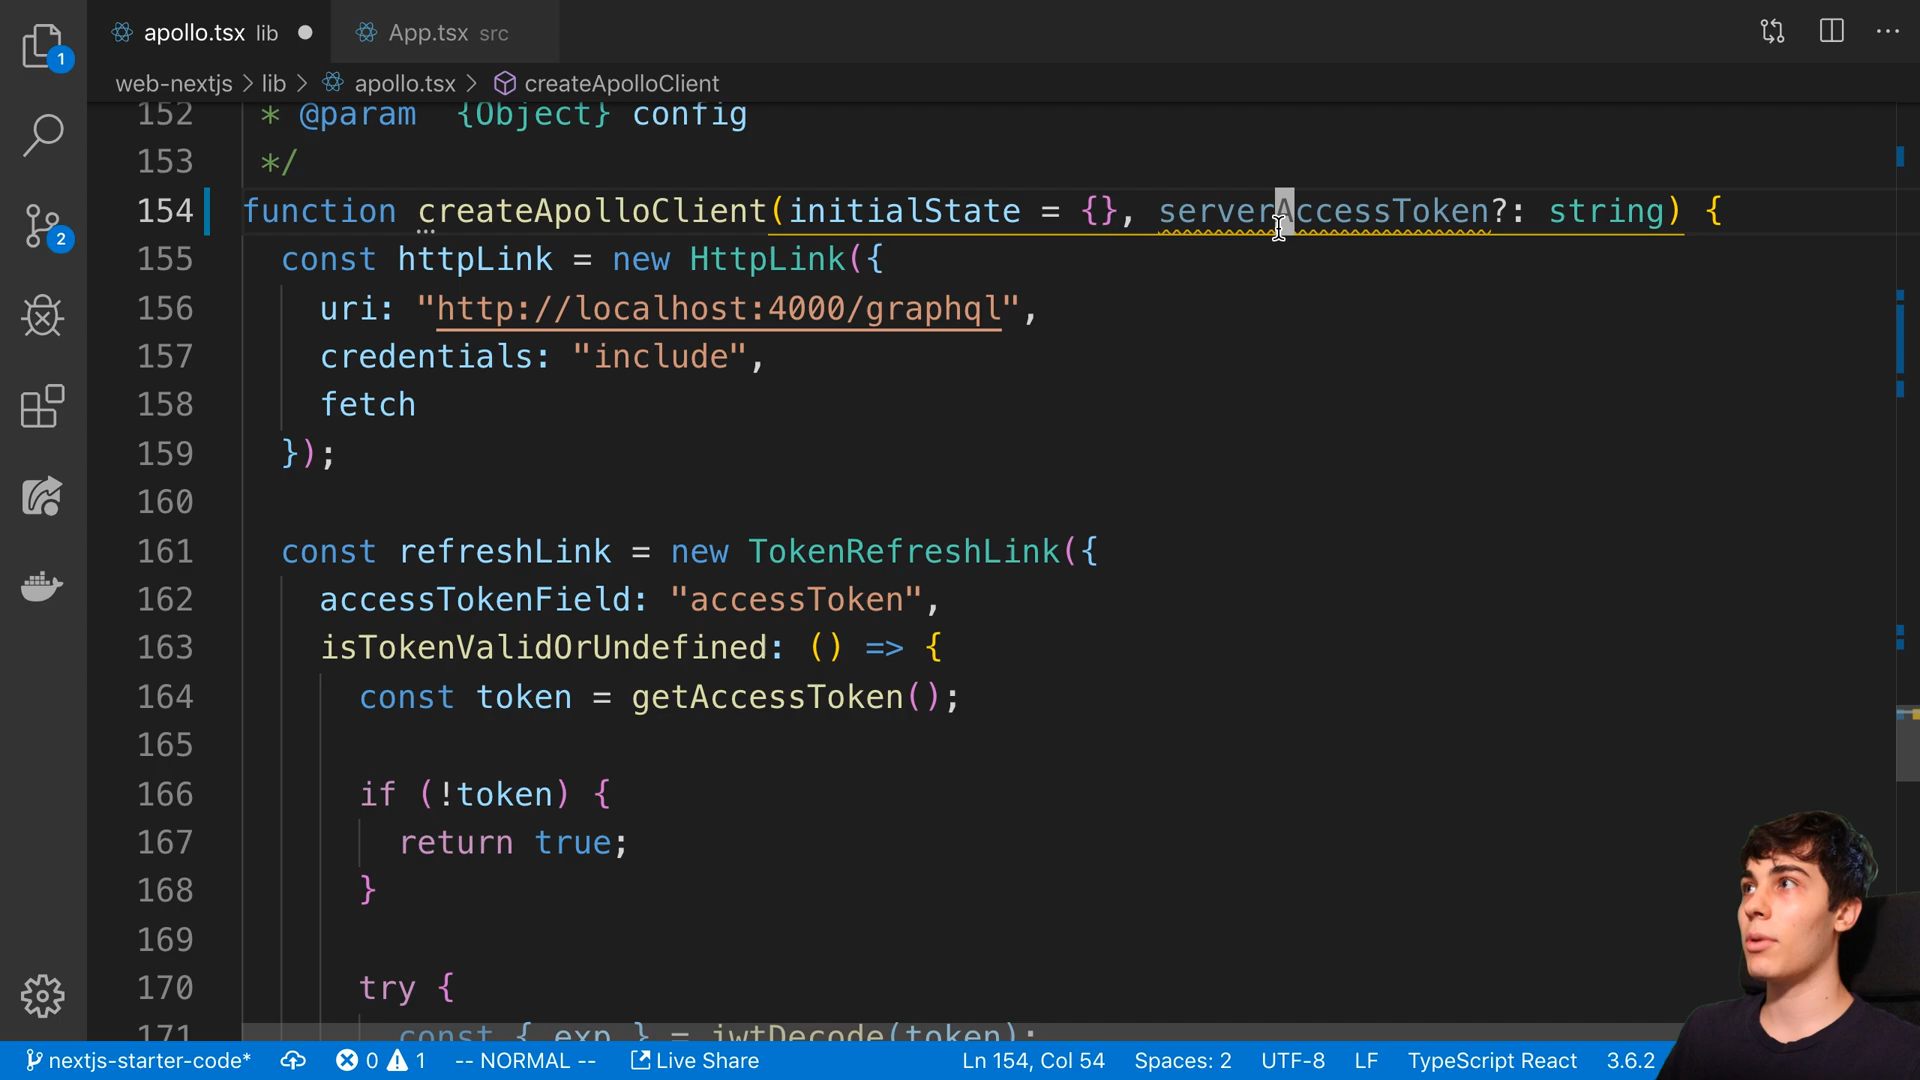 apollo.tsx lib
App.tsx src
web-nextjs > lib > apollo.tsx > createApolloClient
152 * @param {Object} config
153 */
154 function createApolloClient(initialState = {}, serverAccessToken?: string) {
155 const httpLink = new HttpLink({
156 uri: "http://localhost:4000/graphql",
157 credentials: "include",
158 fetch
159 });
160
161 const refreshLink = new TokenRefreshLink({
162 accessTokenField: "accessToken",
163 isTokenValidOrUndefined: () => {
164 const token = getAccessToken();
165
166 if (!token) {
167 return true;
168 }
169
170 try {
171 const { exp } = jwtDecode(token);
1
2
nextjs-starter-code* 0 1 -- NORMAL -- Live Share Ln 154, Col 54 Spaces: 2 UTF-8 LF TypeScript React 3.6.2